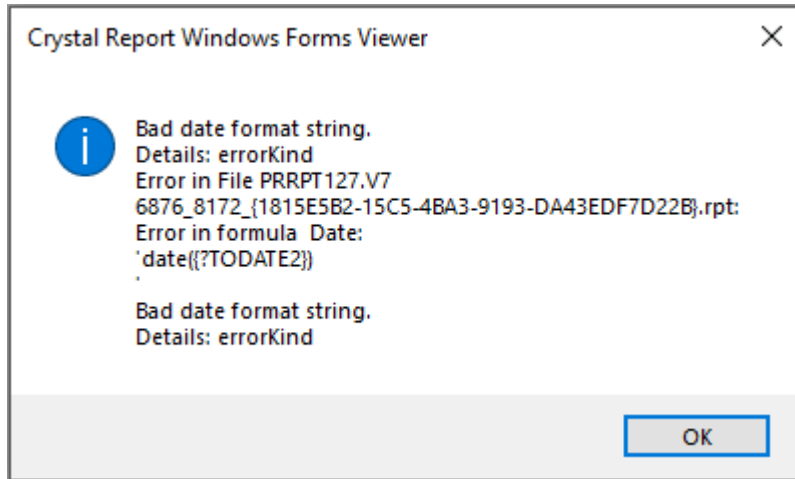 Crystal Report Windows Forms Viewer
Bad date format string.
Details: errorKind
Error in File PRRPT127.V7
6876_8172_{1815E5B2-15C5-4BA3-9193-DA43EDF7D22B}.rpt:
Error in formula  Date:
'date({?TODATE2})
'
Bad date format string.
Details: errorKind
OK